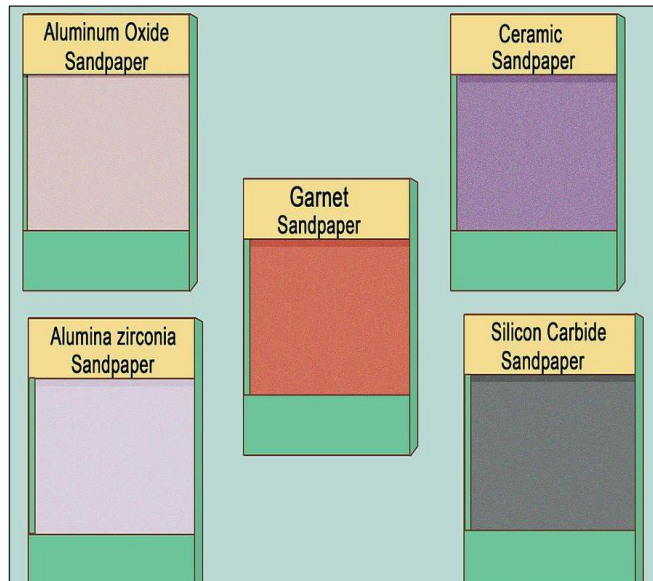 Aluminum Oxide
Sandpaper
Ceramic
Sandpaper
Garnet
Sandpaper
Alumina zirconia
Sandpaper
Silicon Carbide
Sandpaper